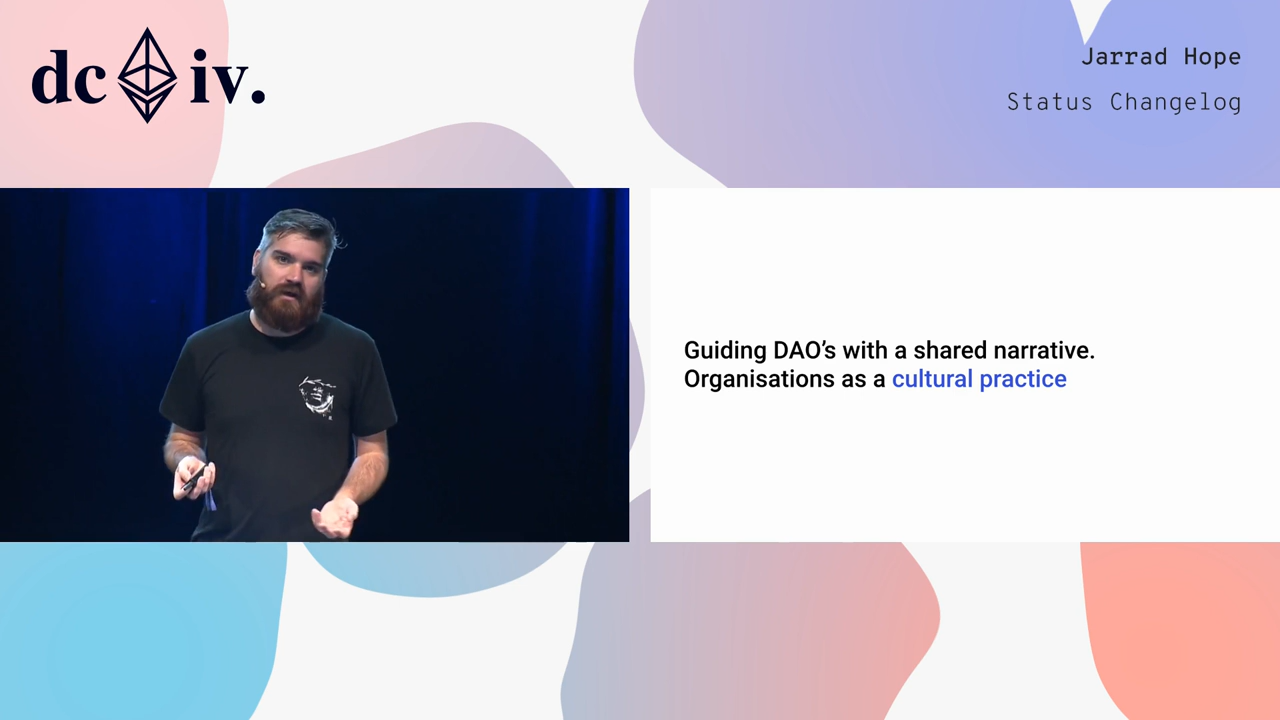 dc iv.
Jarrad Hope
Status Changelog
Guiding DAO’s with a shared narrative.
Organisations as a cultural practice